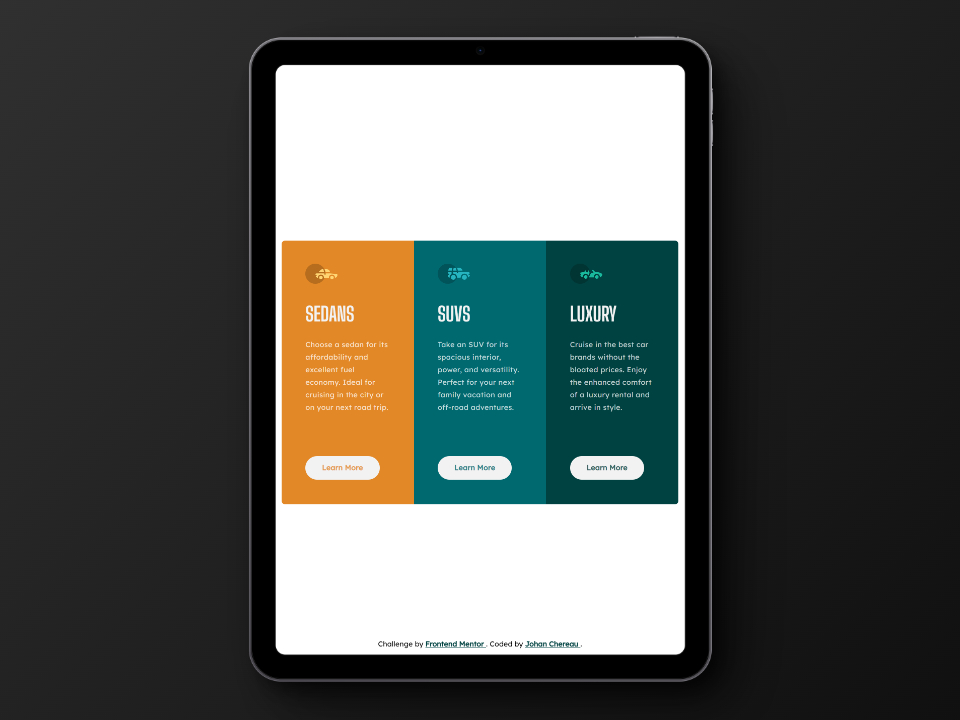 SEDANS
Choose a sedan for its
affordability and
excellent fuel
economy. Ideal for
cruising in the city or
on your next road trip.
Learn More
SUVS
Take an SUV for its
spacious interior,
power, and versatility.
Perfect for your next
family vacation and
off-road adventures.
Learn More
LUXURY
Cruise in the best car
brands without the
bloated prices. Enjoy
the enhanced comfort
of a luxury rental and
arrive in style.
Learn More
Challenge by Frontend Mentor . Coded by Johan Chereau .